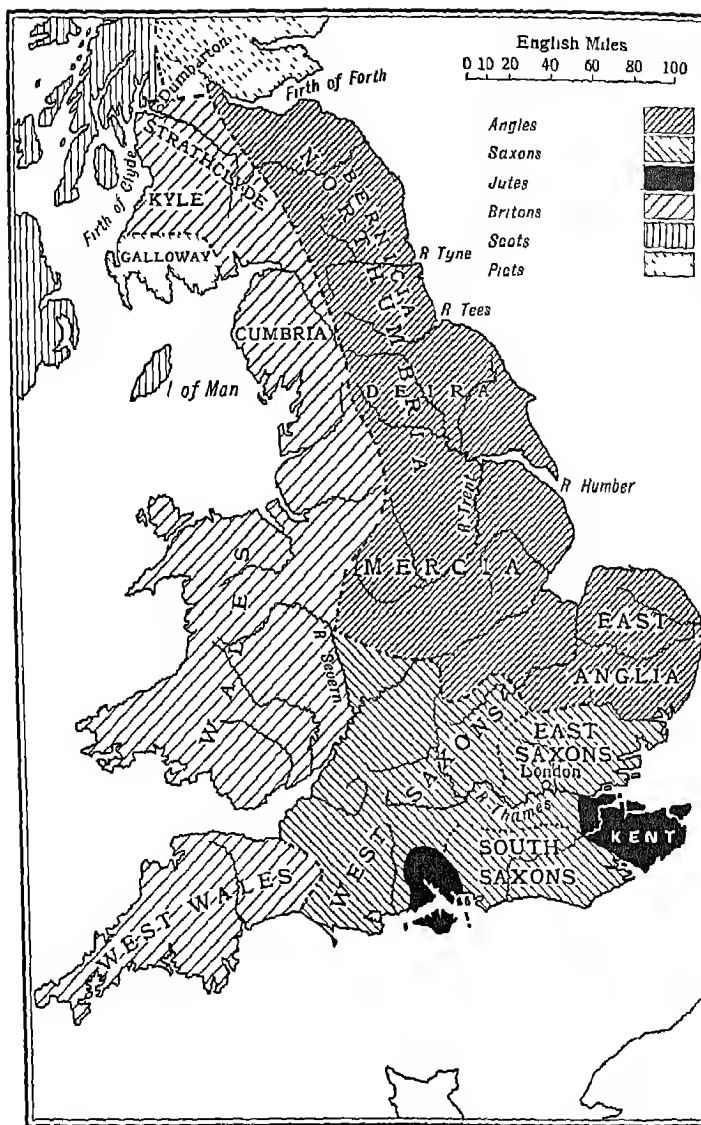 English Miles
0 10 20 40 60 80 100
Angles
Saxons
Jutes
Britons
Scots
Picts
Dumbarton
Firth of Forth
Firth of Clyde
STRATHCLYDE
KYLE
GALLOWAY
BERNICIA
NORTHUMBRIA
R Tyne
R Tees
CUMBRIA
I of Man
DEIRA
R Humber
R Trent
MERCIA
WALES
R Severn
EAST
ANGLIA
EAST
SAXONS
London
R Thames
WEST SAXONS
KENT
SOUTH
SAXONS
WEST WALES